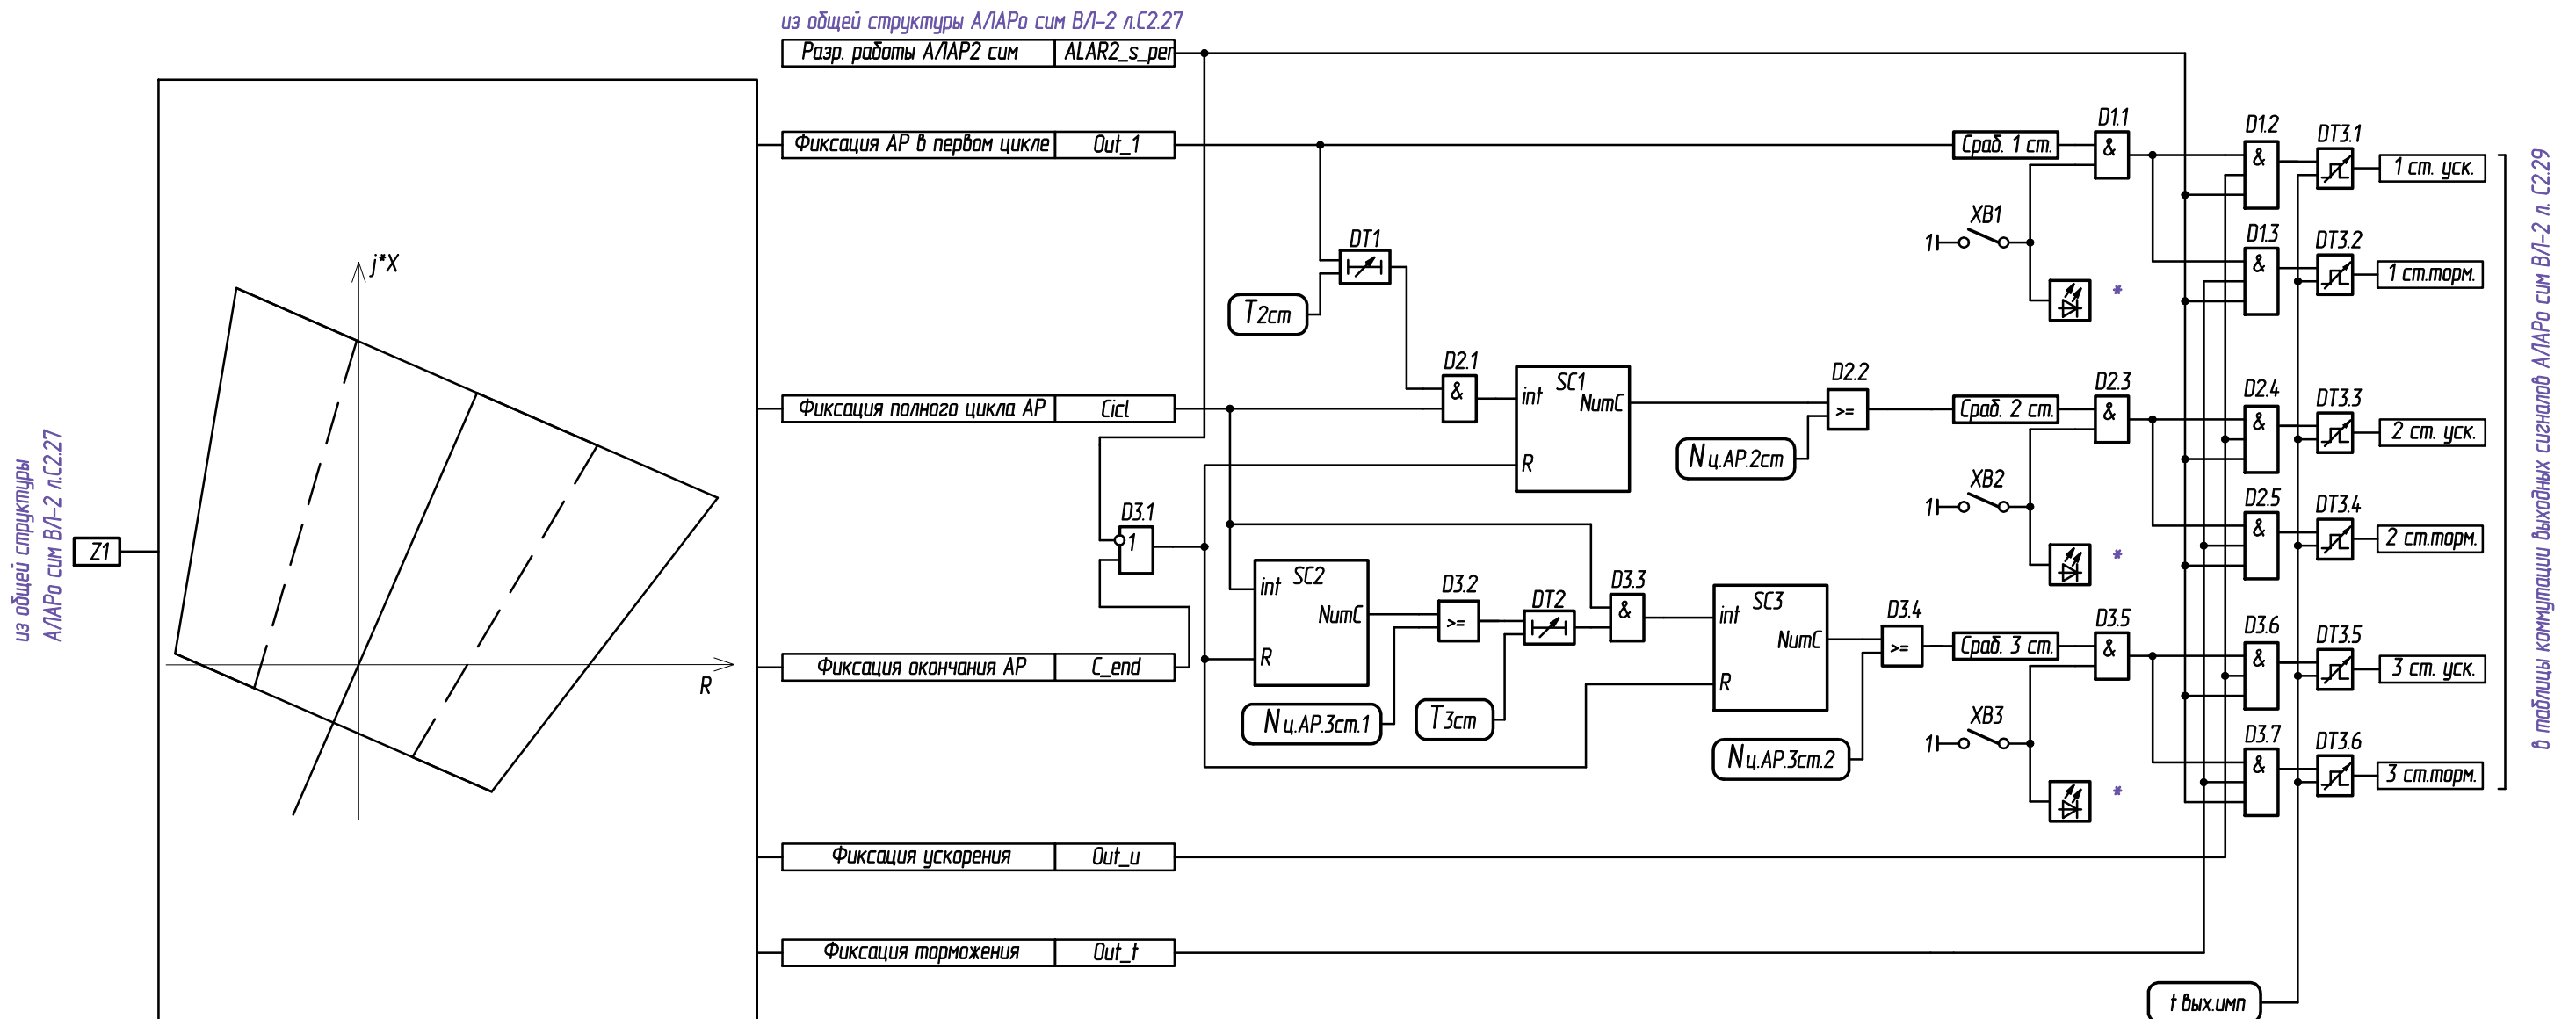 из общей структуры АЛАРо сим ВЛ-2 л.С2.27
Разр. работы АЛАР2 сим ALAR2_s_per
Фиксация АР в первом цикле Out_1
Сраб. 1 ст.
D1.1
&
D1.2
&
DT3.1
1 ст. уск.
XB1
1
*
D1.3
&
DT3.2
1 ст.торм.
DT1
T2ст
j*X
R
из общей структуры
АЛАРо сим ВЛ-2 л.С2.27
Z1
Фиксация полного цикла АР Cicl
D2.1
&
SC1
int
NumC
R
D2.2
>=
Nц.АР.2ст
Сраб. 2 ст.
D2.3
&
D2.4
&
DT3.3
2 ст. уск.
XB2
1
*
D2.5
&
DT3.4
2 ст.торм.
D3.1
1
SC2
int
NumC
R
D3.2
>=
DT2
D3.3
&
SC3
int
NumC
R
D3.4
>=
Сраб. 3 ст.
D3.5
&
D3.6
&
DT3.5
3 ст. уск.
Фиксация окончания АР C_end
Nц.АР.3ст.1
T3ст
Nц.АР.3ст.2
XB3
1
*
D3.7
&
DT3.6
3 ст.торм.
Фиксация ускорения Out_u
Фиксация торможения Out_t
t вых.имп
в таблицы коммутации выходных сигналов АЛАРо сим ВЛ-2 л. С2.29